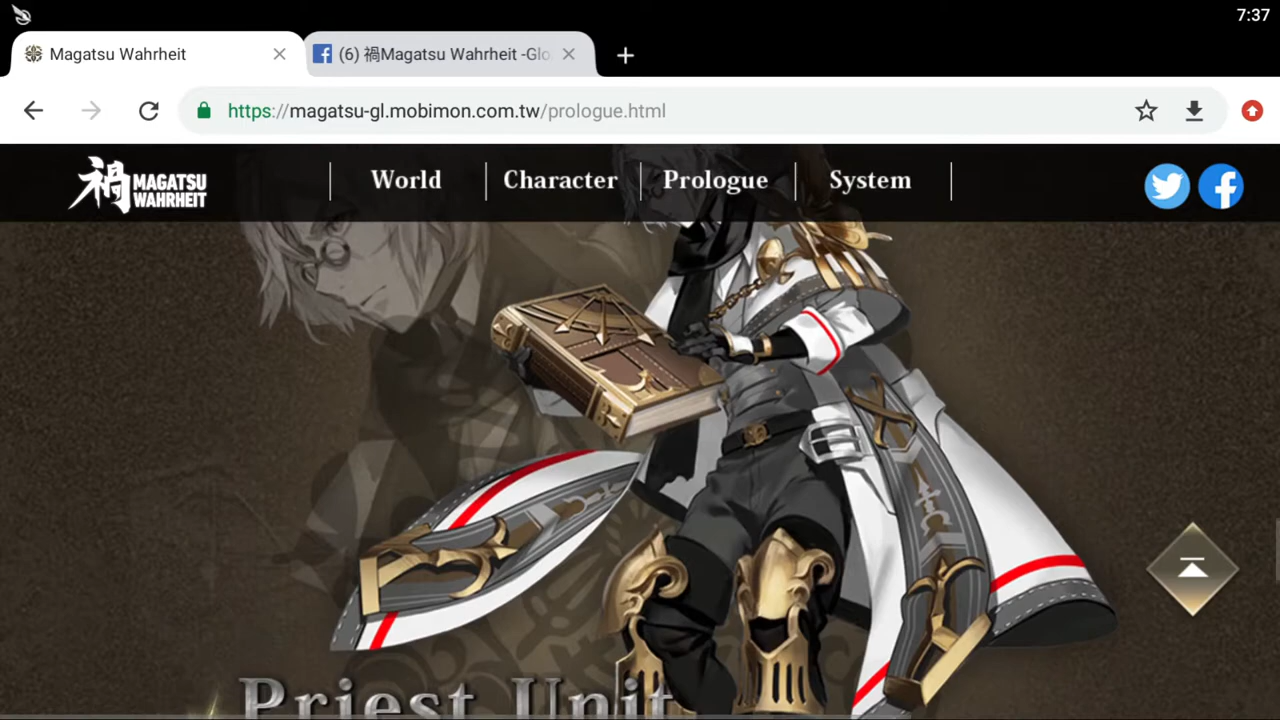 7:37
Magatsu Wahrheit
(6) 禍Magatsu Wahrheit -Glo
https://magatsu-gl.mobimon.com.tw/prologue.html
禍 MAGATSU
WAHRHEIT
World
Character
Prologue
System
Priest Unit